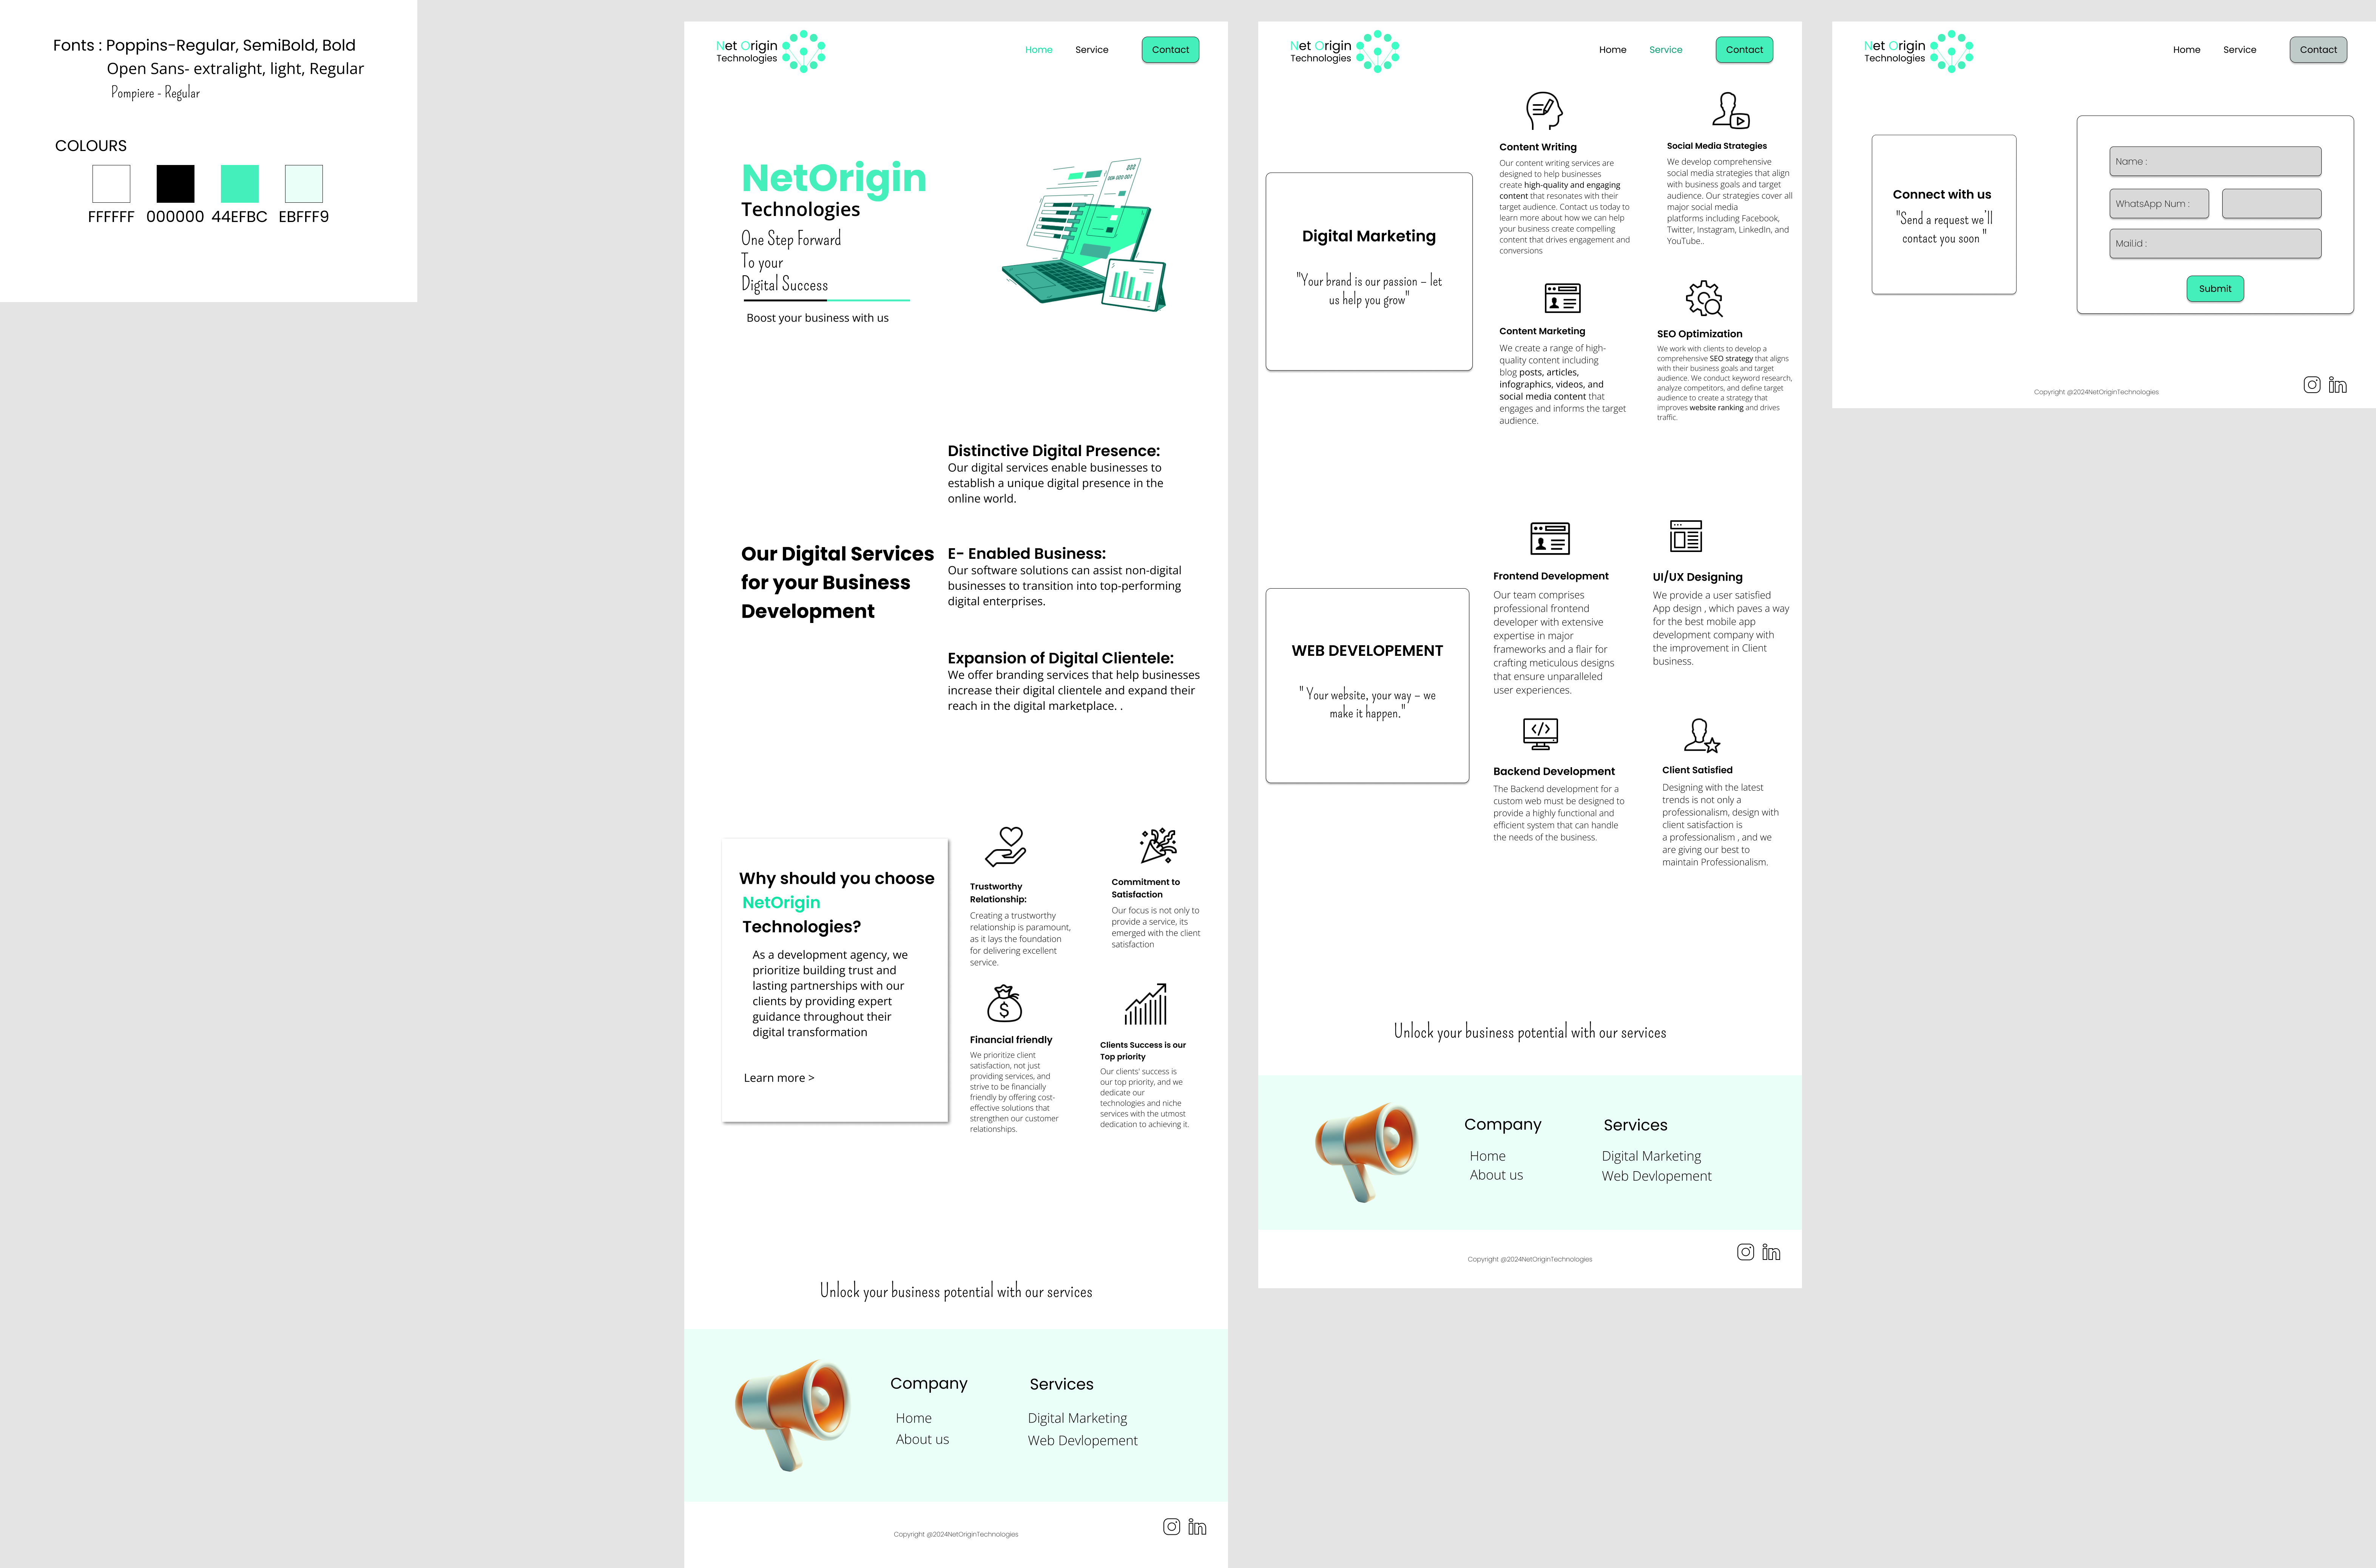 Fonts : Poppins-Regular, SemiBold, Bold
Open Sans- extralight, light, Regular
Pompiere - Regular
COLOURS
FFFFFF 000000 44EFBC EBFFF9
Net Origin
Technologies
Home Service Contact
NetOrigin
Technologies
One Step Forward
To your
Digital Success
Boost your business with us
Distinctive Digital Presence:
Our digital services enable businesses to
establish a unique digital presence in the
online world.
Our Digital Services
for your Business
Development
E- Enabled Business:
Our software solutions can assist non-digital
businesses to transition into top-performing
digital enterprises.
Expansion of Digital Clientele:
We offer branding services that help businesses
increase their digital clientele and expand their
reach in the digital marketplace. .
Why should you choose
NetOrigin
Technologies?
As a development agency, we
prioritize building trust and
lasting partnerships with our
clients by providing expert
guidance throughout their
digital transformation
Learn more >
Trustworthy
Relationship:
Creating a trustworthy
relationship is paramount,
as it lays the foundation
for delivering excellent
service.
Commitment to
Satisfaction
Our focus is not only to
provide a service, its
emerged with the client
satisfaction
Financial friendly
We prioritize client
satisfaction, not just
providing services, and
strive to be financially
friendly by offering cost-
effective solutions that
strengthen our customer
relationships.
Clients Success is our
Top priority
Our clients' success is
our top priority, and we
dedicate our
technologies and niche
services with the utmost
dedication to achieving it.
Unlock your business potential with our services
Company
Home
About us
Services
Digital Marketing
Web Devlopement
Copyright @2024NetOriginTechnologies
Net Origin
Technologies
Home Service Contact
Digital Marketing
"Your brand is our passion – let
us help you grow"
Content Writing
Our content writing services are
designed to help businesses
create high-quality and engaging
content that resonates with their
target audience. Contact us today to
learn more about how we can help
your business create compelling
content that drives engagement and
conversions
Social Media Strategies
We develop comprehensive
social media strategies that align
with business goals and target
audience. Our strategies cover all
major social media
platforms including Facebook,
Twitter, Instagram, LinkedIn, and
YouTube..
Content Marketing
We create a range of high-
quality content including
blog posts, articles,
infographics, videos, and
social media content that
engages and informs the target
audience.
SEO Optimization
We work with clients to develop a
comprehensive SEO strategy that aligns
with their business goals and target
audience. We conduct keyword research,
analyze competitors, and define target
audience to create a strategy that
improves website ranking and drives
traffic.
WEB DEVELOPEMENT
" Your website, your way – we
make it happen."
Frontend Development
Our team comprises
professional frontend
developer with extensive
expertise in major
frameworks and a flair for
crafting meticulous designs
that ensure unparalleled
user experiences.
UI/UX Designing
We provide a user satisfied
App design , which paves a way
for the best mobile app
development company with
the improvement in Client
business.
Backend Development
The Backend development for a
custom web must be designed to
provide a highly functional and
efficient system that can handle
the needs of the business.
Client Satisfied
Designing with the latest
trends is not only a
professionalism, design with
client satisfaction is
a professionalism , and we
are giving our best to
maintain Professionalism.
Unlock your business potential with our services
Company
Home
About us
Services
Digital Marketing
Web Devlopement
Copyright @2024NetOriginTechnologies
Net Origin
Technologies
Home Service Contact
Connect with us
"Send a request we'll
contact you soon "
Name :
WhatsApp Num :
Mail.id :
Submit
Copyright @2024NetOriginTechnologies